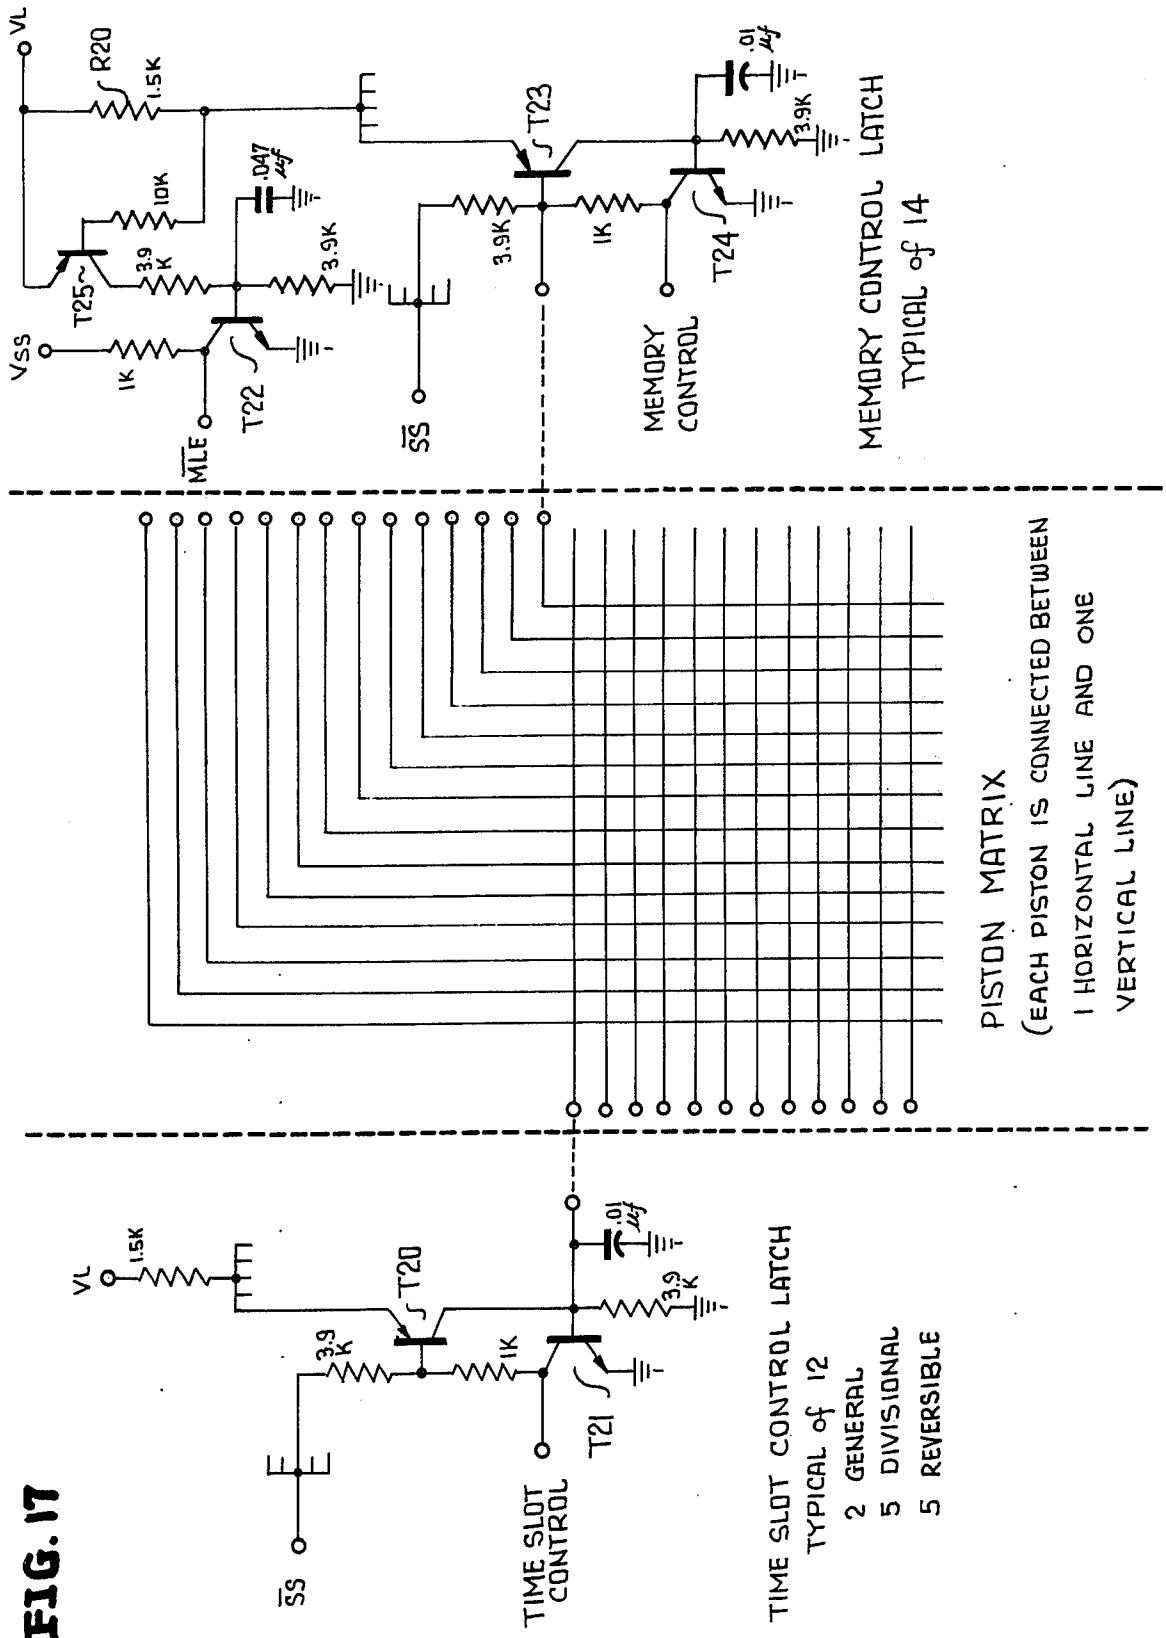 FIG. 17
SS
3.9
K
VL
1.5K
T20
1K
T21
.01
µf
3.9
K
TIME SLOT
CONTROL
TIME SLOT CONTROL LATCH
TYPICAL of 12
2 GENERAL
5 DIVISIONAL
5 REVERSIBLE
PISTON MATRIX
(EACH PISTON IS CONNECTED BETWEEN
1 HORIZONTAL LINE AND ONE
VERTICAL LINE)
VSS
VL
1K
T25
10K
R20
1.5K
3.9
K
.047
µf
MLE
T22
3.9K
SS
3.9K
T23
1K
T24
.01
µf
3.9K
MEMORY
CONTROL
MEMORY CONTROL LATCH
TYPICAL of 14